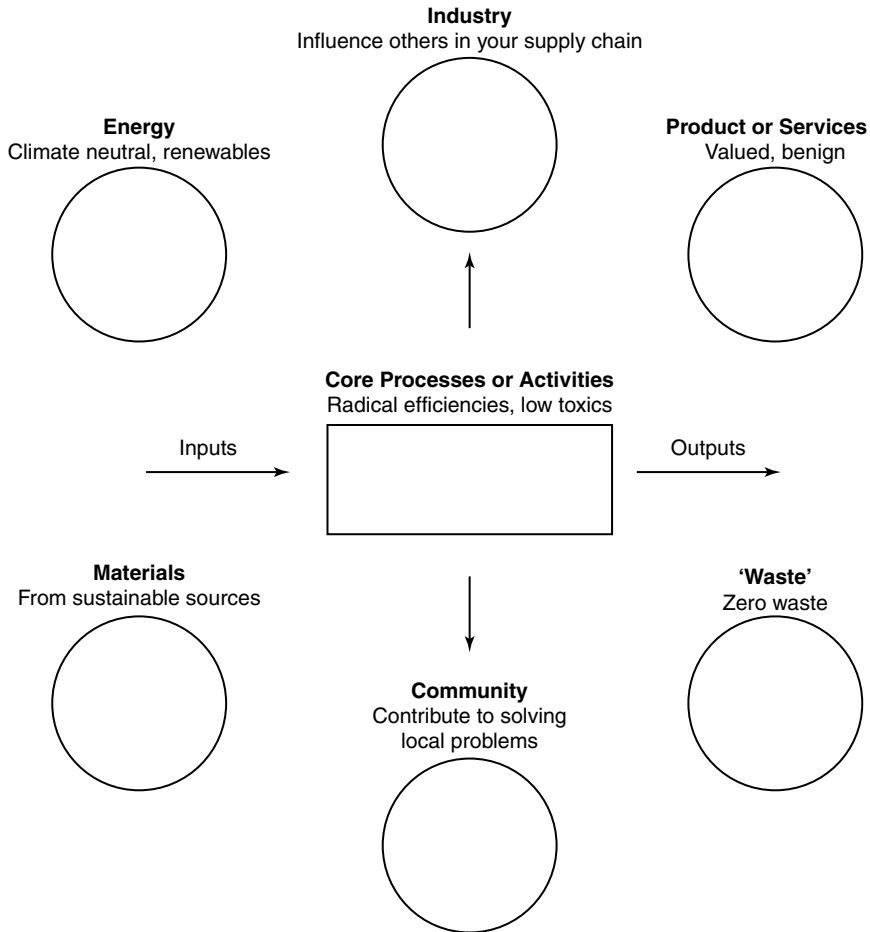 Industry
Influence others in your supply chain
Energy
Climate neutral, renewables
Product or Services
Valued, benign
Core Processes or Activities
Radical efficiencies, low toxics
Inputs
Outputs
Materials
From sustainable sources
'Waste'
Zero waste
Community
Contribute to solving
local problems